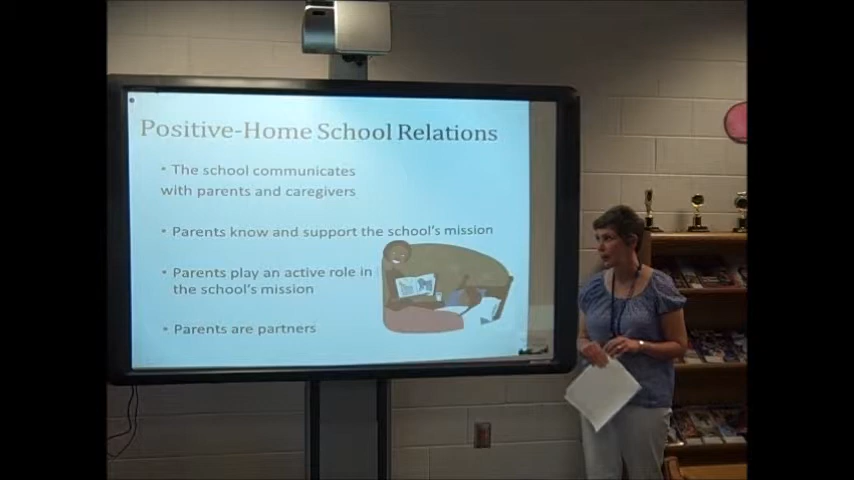 Positive-Home School Relations
• The school communicates
with parents and caregivers
• Parents know and support the school's mission
• Parents play an active role in
the school's mission
• Parents are partners